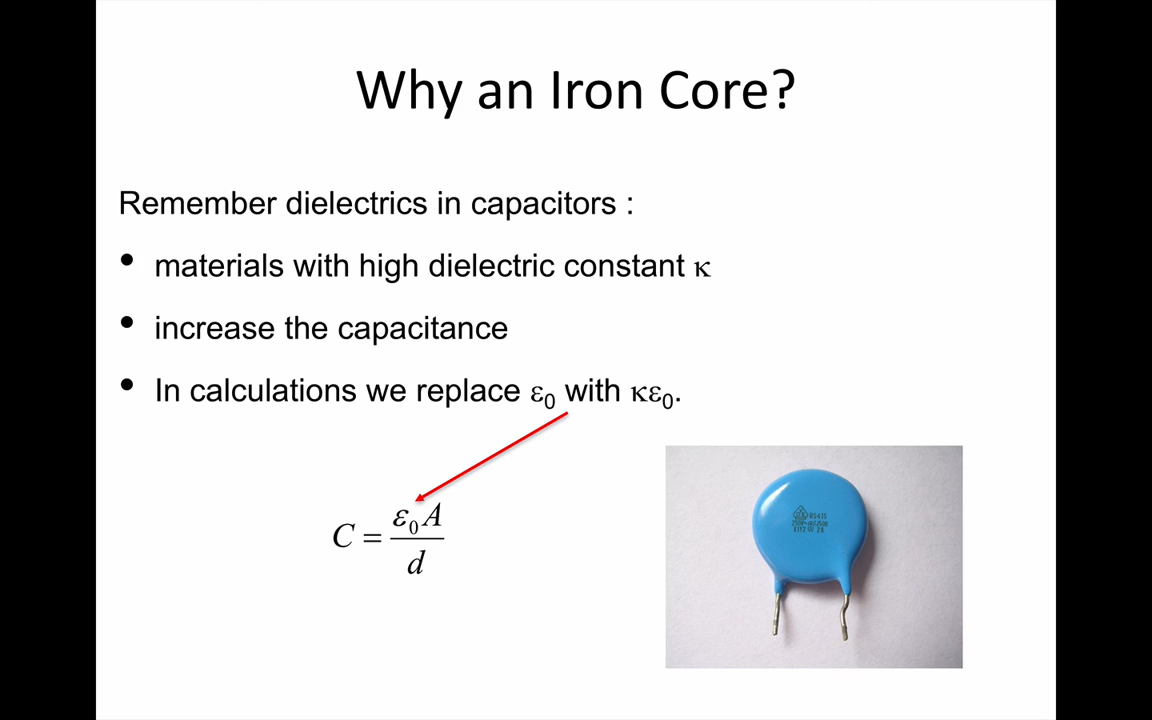 Why an Iron Core?
Remember dielectrics in capacitors :
• materials with high dielectric constant κ
• increase the capacitance
• In calculations we replace ε₀ with κε₀.
C = ε₀A / d